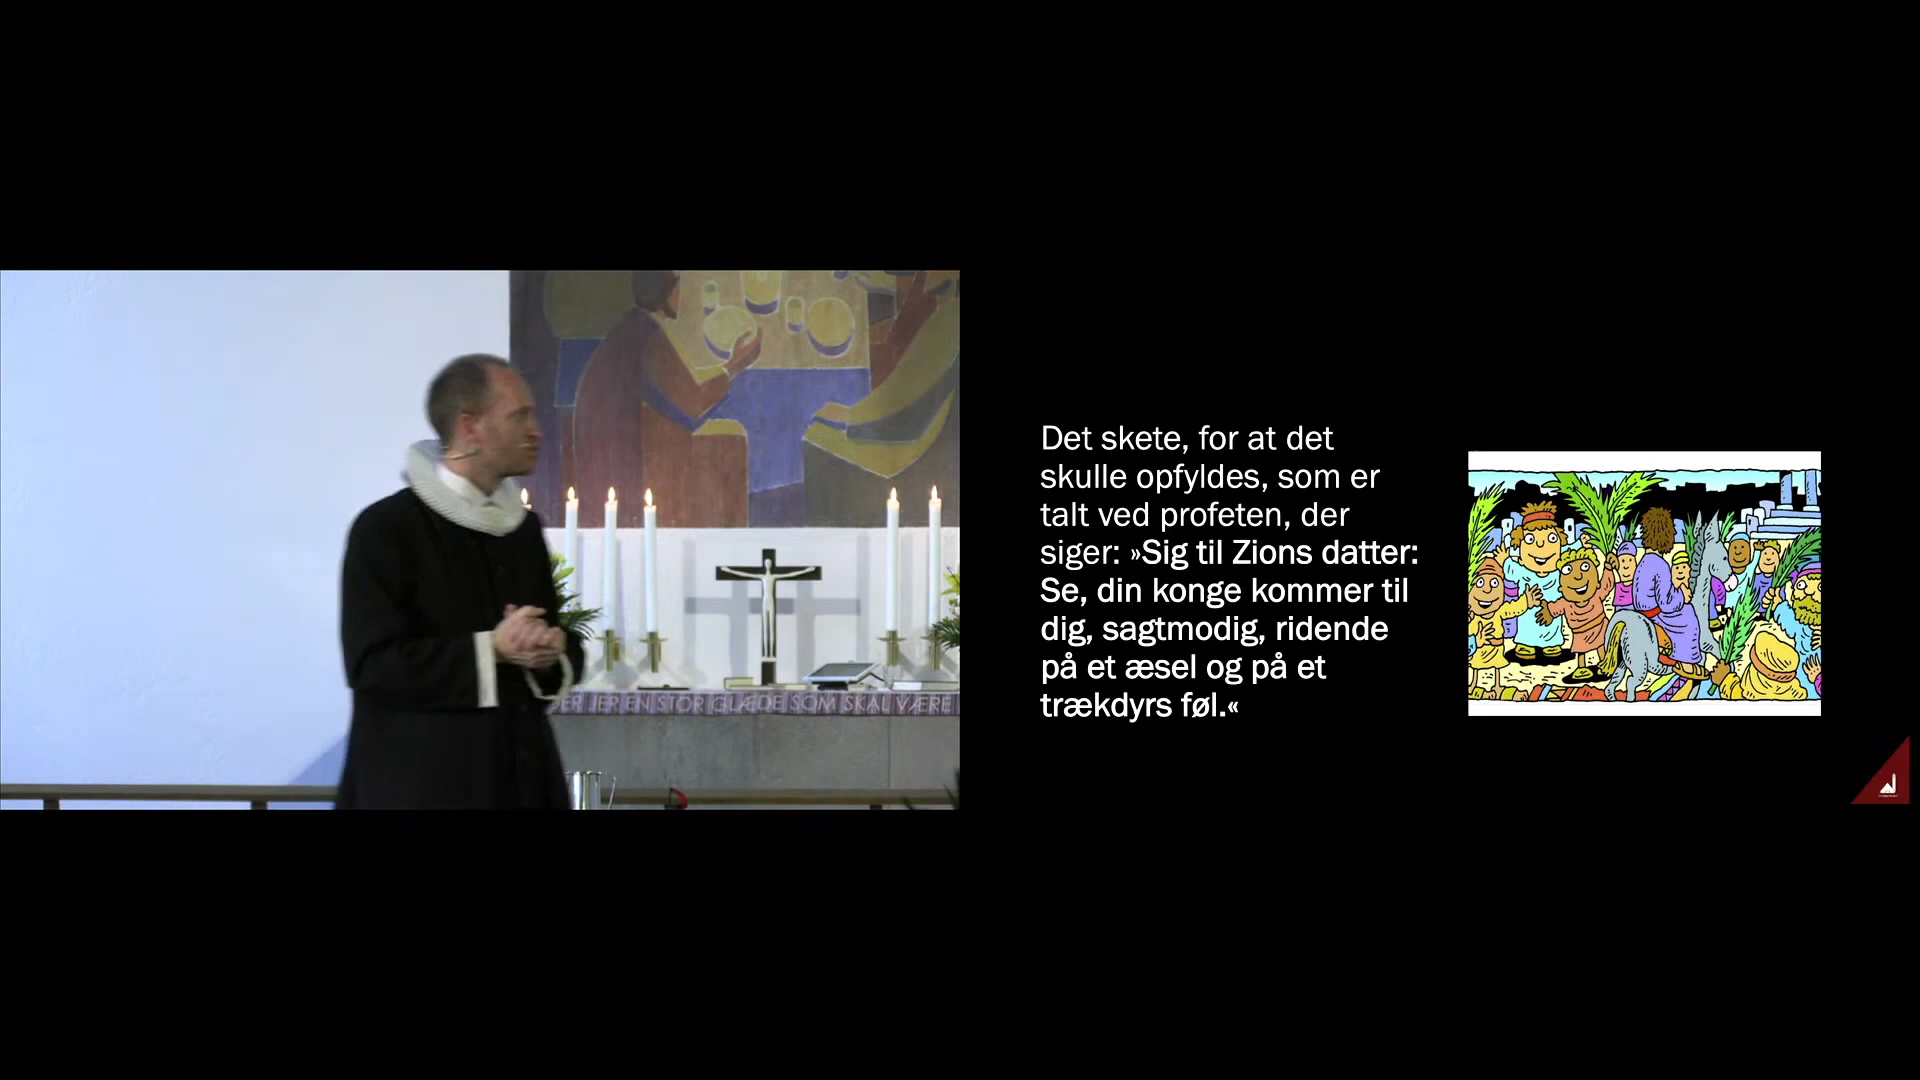 DER JER EN STOR GLÆDE SOM SKAL VÆRE
Det skete, for at det
skulle opfyldes, som er
talt ved profeten, der
siger: »Sig til Zions datter:
Se, din konge kommer til
dig, sagtmodig, ridende
på et æsel og på et
trækdyrs føl.«